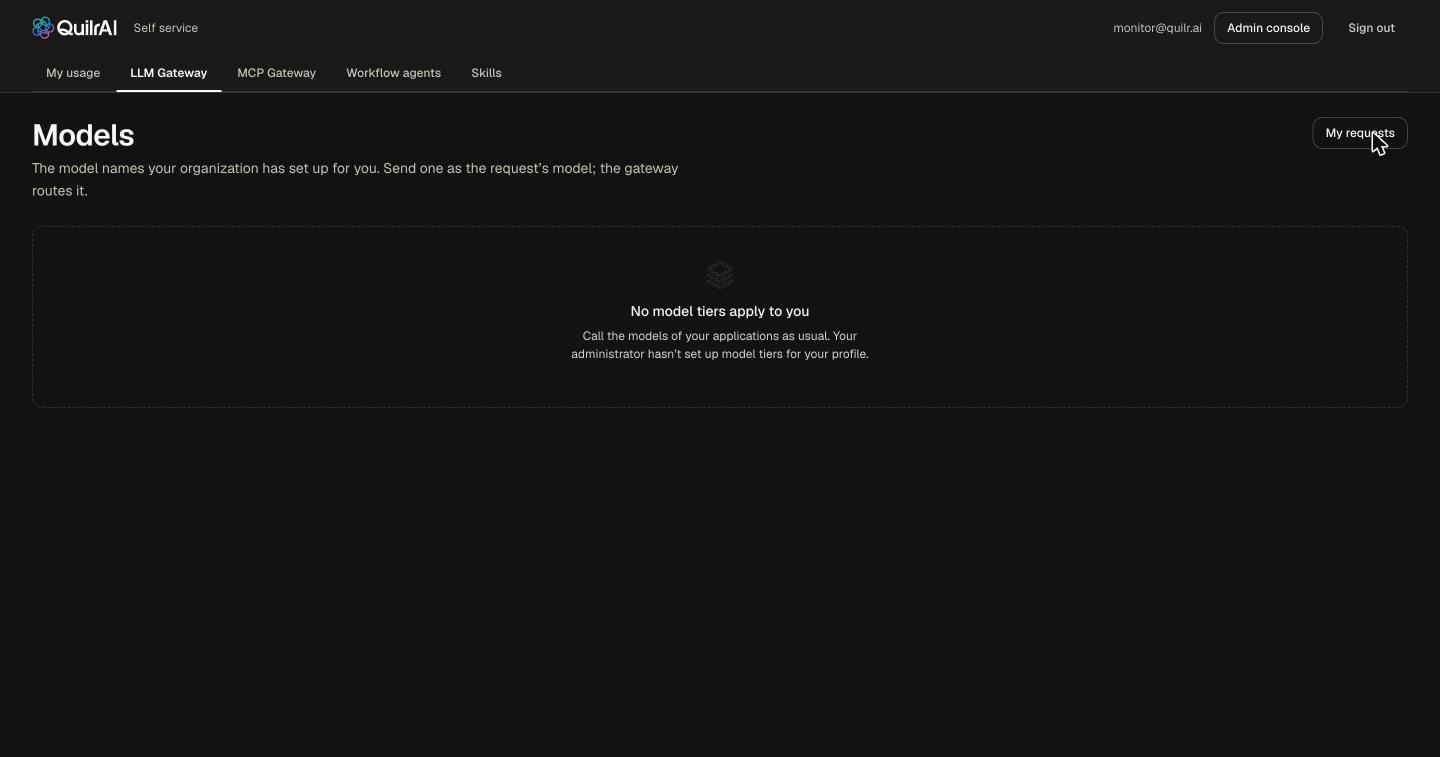 QuilrAI
Self service
monitor@quilr.ai
Admin console
Sign out
My usage
LLM Gateway
MCP Gateway
Workflow agents
Skills
Models
My requests
The model names your organization has set up for you. Send one as the request's model; the gateway
routes it.
No model tiers apply to you
Call the models of your applications as usual. Your
administrator hasn't set up model tiers for your profile.